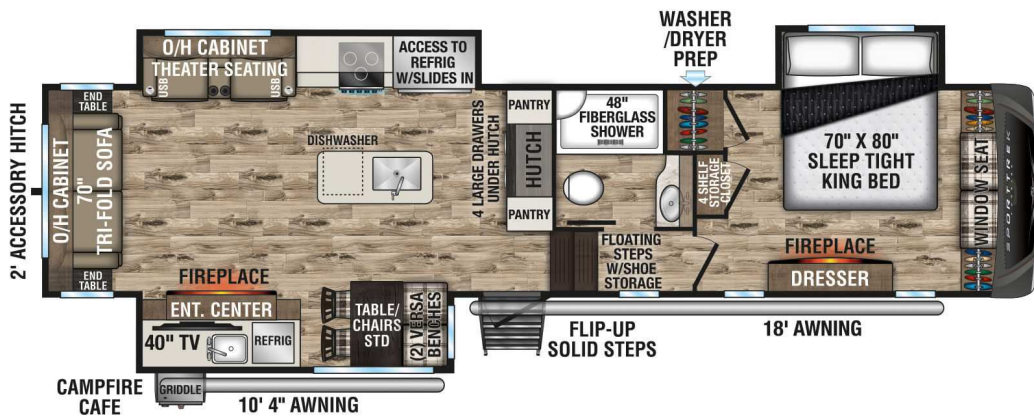 O/H CABINET
THEATER SEATING
USB
USB
ACCESS TO
REFRIG
W/SLIDES IN
WASHER
/DRYER
PREP
END
TABLE
2' ACCESSORY HITCH
O/H CABINET
70"
TRI-FOLD SOFA
END
TABLE
DISHWASHER
4 LARGE DRAWERS
UNDER HUTCH
PANTRY
HUTCH
PANTRY
48"
FIBERGLASS
SHOWER
4 SHELF
STORAGE
CLOSET
70" X 80"
SLEEP TIGHT
KING BED
WINDOW SEAT
SPORTTREK
FLOATING
STEPS
W/SHOE
STORAGE
FIREPLACE
DRESSER
FIREPLACE
ENT. CENTER
40" TV
REFRIG
TABLE/
CHAIRS
STD
(2) VERSA
BENCHES
FLIP-UP
SOLID STEPS
18' AWNING
CAMPFIRE
CAFE
GRIDDLE
10' 4" AWNING